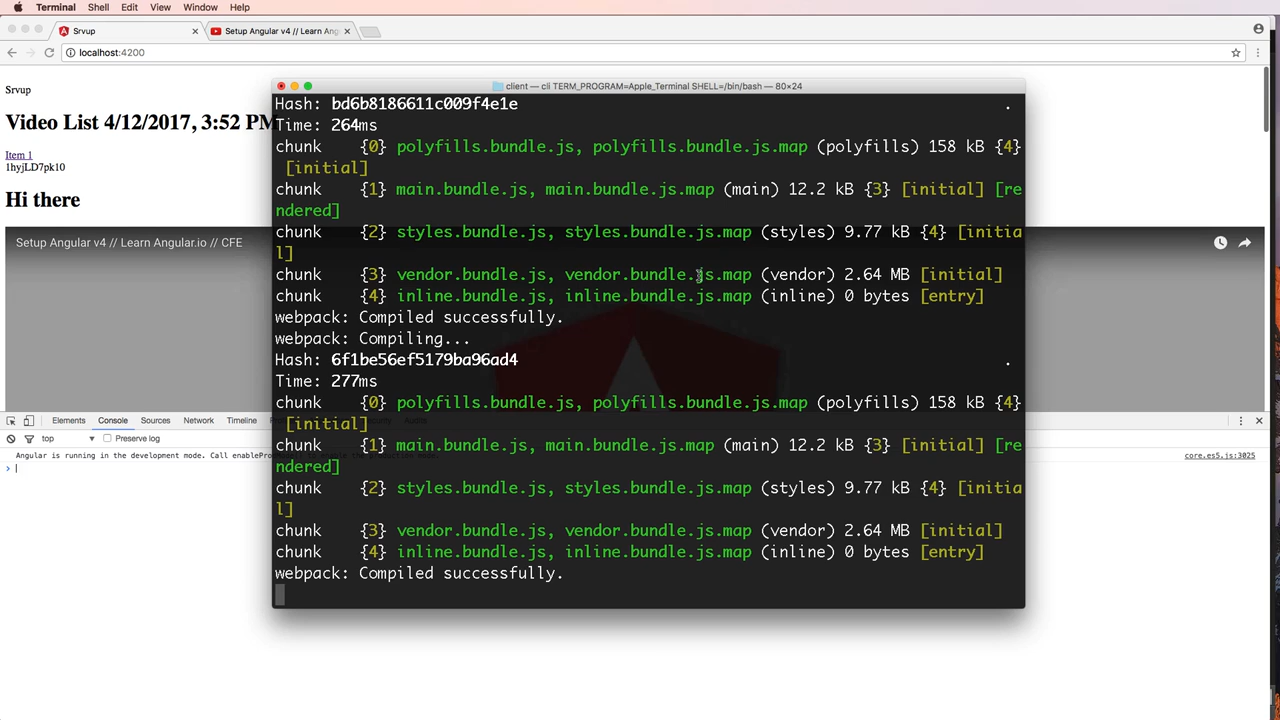 Terminal Shell Edit View Window Help
Srvup × Setup Angular v4 // Learn Ang ×
localhost:4200
Srvup
Video List 4/12/2017, 3:52 PM
Item 1
1hyjLD7pk10
Hi there
Setup Angular v4 // Learn Angular.io // CFE
client — cli TERM_PROGRAM=Apple_Terminal SHELL=/bin/bash — 80×24
Hash: bd6b8186611c009f4e1e .
Time: 264ms
chunk {0} polyfills.bundle.js, polyfills.bundle.js.map (polyfills) 158 kB {4}
[initial]
chunk {1} main.bundle.js, main.bundle.js.map (main) 12.2 kB {3} [initial] [re
ndered]
chunk {2} styles.bundle.js, styles.bundle.js.map (styles) 9.77 kB {4} [initia
l]
chunk {3} vendor.bundle.js, vendor.bundle.js.map (vendor) 2.64 MB [initial]
chunk {4} inline.bundle.js, inline.bundle.js.map (inline) 0 bytes [entry]
webpack: Compiled successfully.
webpack: Compiling...
Hash: 6f1be56ef5179ba96ad4 .
Time: 277ms
chunk {0} polyfills.bundle.js, polyfills.bundle.js.map (polyfills) 158 kB {4}
[initial]
chunk {1} main.bundle.js, main.bundle.js.map (main) 12.2 kB {3} [initial] [re
ndered]
chunk {2} styles.bundle.js, styles.bundle.js.map (styles) 9.77 kB {4} [initia
l]
chunk {3} vendor.bundle.js, vendor.bundle.js.map (vendor) 2.64 MB [initial]
chunk {4} inline.bundle.js, inline.bundle.js.map (inline) 0 bytes [entry]
webpack: Compiled successfully.
Elements Console Sources Network Timeline
top Preserve log
Angular is running in the development mode. Call core.es5.js:3025
>